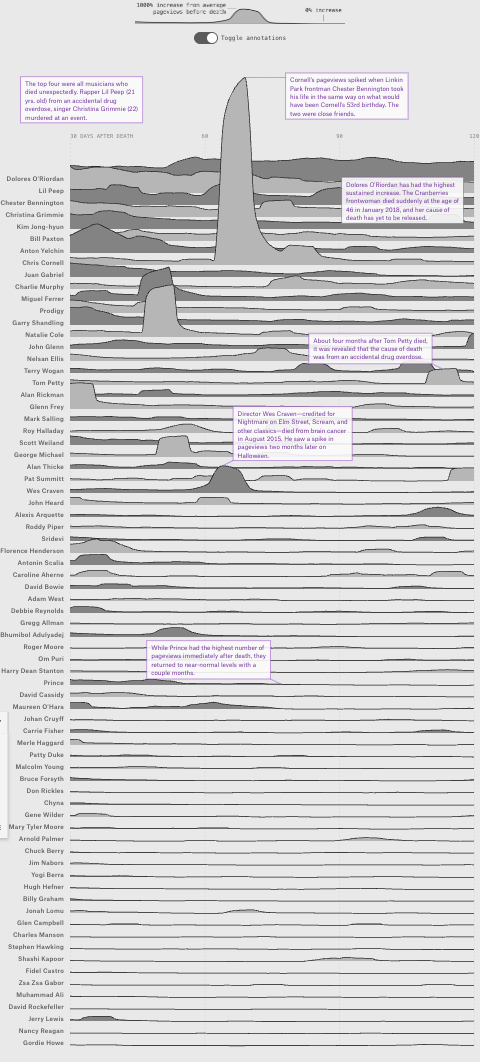 1000% increase from average
pageviews before death
0% increase
Toggle annotations
The top four were all musicians who
died unexpectedly. Rapper Lil Peep (21
yrs. old) from an accidental drug
overdose, singer Christina Grimmie (22)
murdered at an event.
Cornell's pageviews spiked when Linkin
Park frontman Chester Bennington took
his life in the same way on what would
have been Cornell's 53rd birthday. The
two were close friends.
30 DAYS AFTER DEATH
60
90
120
Dolores O'Riordan
Lil Peep
Dolores O'Riordan has had the highest
sustained increase. The Cranberries
frontwoman died suddenly at the age of
46 in January 2018, and her cause of
death has yet to be released.
Chester Bennington
Christina Grimmie
Kim Jong-hyun
Bill Paxton
Anton Yelchin
Chris Cornell
Juan Gabriel
Charlie Murphy
Miguel Ferrer
Prodigy
Garry Shandling
Natalie Cole
About four months after Tom Petty died,
it was revealed that the cause of death
was from an accidental drug overdose.
John Glenn
Nelsan Ellis
Terry Wogan
Tom Petty
Alan Rickman
Glenn Frey
Director Wes Craven—credited for
Nightmare on Elm Street, Scream, and
other classics—died from brain cancer
in August 2015. He saw a spike in
pageviews two months later on
Halloween.
Mark Salling
Roy Halladay
Scott Weiland
George Michael
Alan Thicke
Pat Summitt
Wes Craven
John Heard
Alexis Arquette
Roddy Piper
Sridevi
Florence Henderson
Antonin Scalia
Caroline Aherne
David Bowie
Adam West
Debbie Reynolds
Gregg Allman
Bhumibol Adulyadej
Roger Moore
While Prince had the highest number of
pageviews immediately after death, they
returned to near-normal levels with a
couple months.
Om Puri
Harry Dean Stanton
Prince
David Cassidy
Maureen O'Hara
Johan Cruyff
Carrie Fisher
Merle Haggard
Patty Duke
Malcolm Young
Bruce Forsyth
Don Rickles
Chyna
Gene Wilder
Mary Tyler Moore
Arnold Palmer
Chuck Berry
Jim Nabors
Yogi Berra
Hugh Hefner
Billy Graham
Jonah Lomu
Glen Campbell
Charles Manson
Stephen Hawking
Shashi Kapoor
Fidel Castro
Zsa Zsa Gabor
Muhammad Ali
David Rockefeller
Jerry Lewis
Nancy Reagan
Gordie Howe